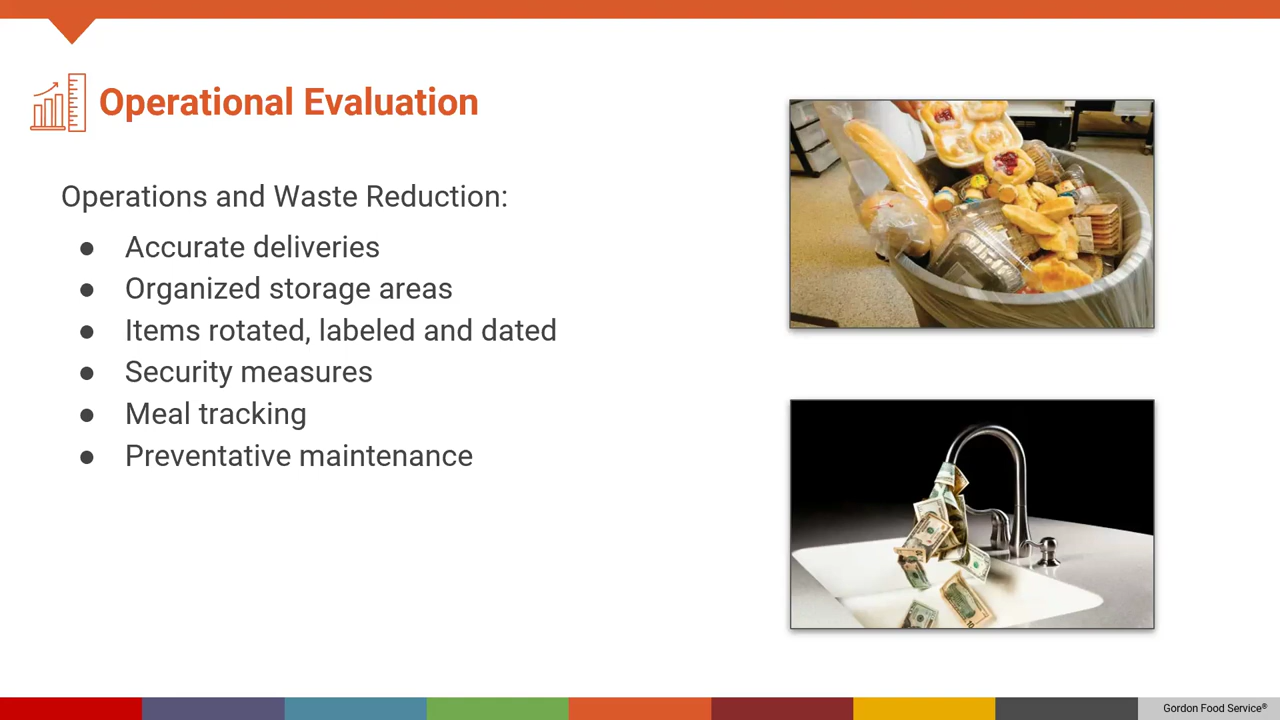 Operational Evaluation
Operations and Waste Reduction:
● Accurate deliveries
● Organized storage areas
● Items rotated, labeled and dated
● Security measures
● Meal tracking
● Preventative maintenance
Gordon Food Service®